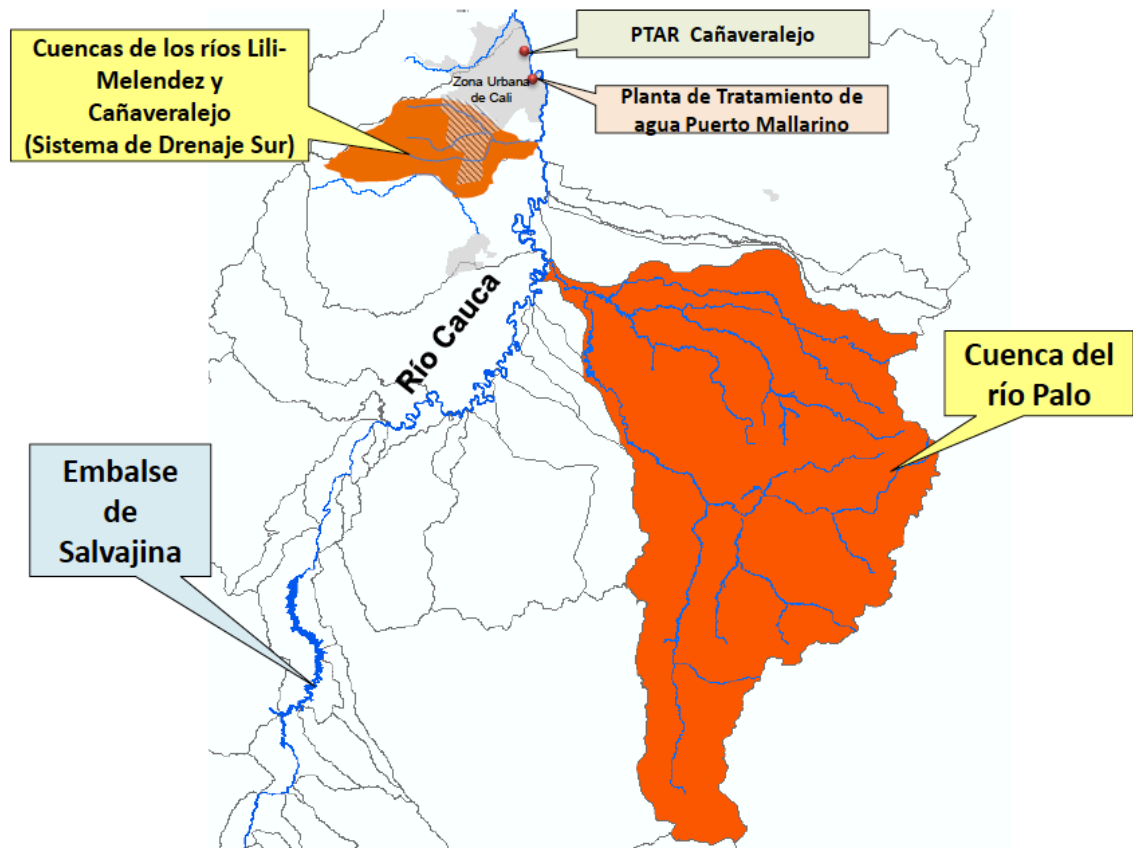 Cuencas de los ríos Lili-
Melendez y
Cañaveralejo
(Sistema de Drenaje Sur)
PTAR Cañaveralejo
Zona Urbana
de Cali
Planta de Tratamiento de
agua Puerto Mallarino
Río Cauca
Cuenca del
río Palo
Embalse
de
Salvajina